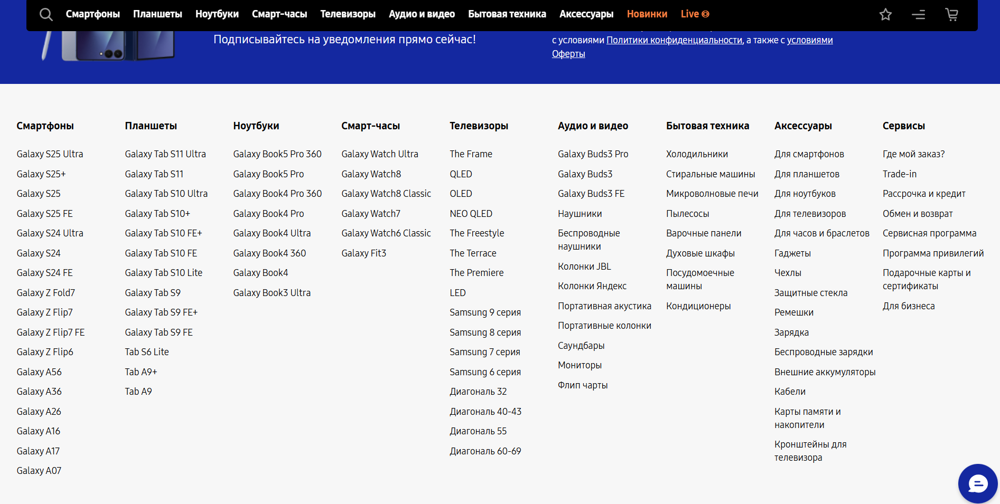 Смартфоны Планшеты Ноутбуки Смарт-часы Телевизоры Аудио и видео Бытовая техника Аксессуары Новинки Live
Подписывайтесь на уведомления прямо сейчас!
с условиями Политики конфиденциальности, а также с условиями
Оферты
Смартфоны
Galaxy S25 Ultra
Galaxy S25+
Galaxy S25
Galaxy S25 FE
Galaxy S24 Ultra
Galaxy S24
Galaxy S24 FE
Galaxy Z Fold7
Galaxy Z Flip7
Galaxy Z Flip7 FE
Galaxy Z Flip6
Galaxy A56
Galaxy A36
Galaxy A26
Galaxy A16
Galaxy A17
Galaxy A07
Планшеты
Galaxy Tab S11 Ultra
Galaxy Tab S11
Galaxy Tab S10 Ultra
Galaxy Tab S10+
Galaxy Tab S10 FE+
Galaxy Tab S10 FE
Galaxy Tab S10 Lite
Galaxy Tab S9
Galaxy Tab S9 FE+
Galaxy Tab S9 FE
Tab S6 Lite
Tab A9+
Tab A9
Ноутбуки
Galaxy Book5 Pro 360
Galaxy Book5 Pro
Galaxy Book4 Pro 360
Galaxy Book4 Pro
Galaxy Book4 Ultra
Galaxy Book4 360
Galaxy Book4
Galaxy Book3 Ultra
Смарт-часы
Galaxy Watch Ultra
Galaxy Watch8
Galaxy Watch8 Classic
Galaxy Watch7
Galaxy Watch6 Classic
Galaxy Fit3
Телевизоры
The Frame
QLED
OLED
NEO QLED
The Freestyle
The Terrace
The Premiere
LED
Samsung 9 серия
Samsung 8 серия
Samsung 7 серия
Samsung 6 серия
Диагональ 32
Диагональ 40-43
Диагональ 55
Диагональ 60-69
Аудио и видео
Galaxy Buds3 Pro
Galaxy Buds3
Galaxy Buds3 FE
Наушники
Беспроводные
наушники
Колонки JBL
Колонки Яндекс
Портативная акустика
Портативные колонки
Саундбары
Мониторы
Флип чарты
Бытовая техника
Холодильники
Стиральные машины
Микроволновые печи
Пылесосы
Варочные панели
Духовые шкафы
Посудомоечные
машины
Кондиционеры
Аксессуары
Для смартфонов
Для планшетов
Для ноутбуков
Для телевизоров
Для часов и браслетов
Гаджеты
Чехлы
Защитные стекла
Ремешки
Зарядка
Беспроводные зарядки
Внешние аккумуляторы
Кабели
Карты памяти и
накопители
Кронштейны для
телевизора
Сервисы
Где мой заказ?
Trade-in
Рассрочка и кредит
Обмен и возврат
Сервисная программа
Программа привилегий
Подарочные карты и
сертификаты
Для бизнеса